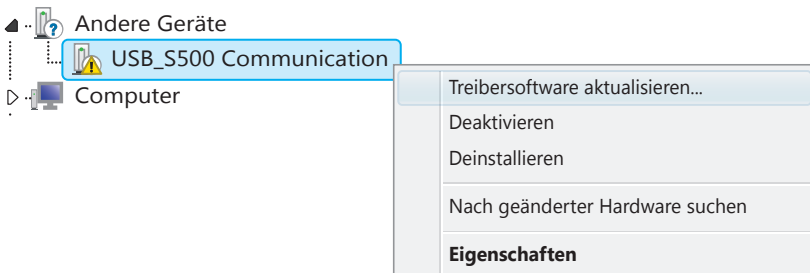 Andere Geräte
USB_S500 Communication
Computer
Treibersoftware aktualisieren...
Deaktivieren
Deinstallieren
Nach geänderter Hardware suchen
Eigenschaften